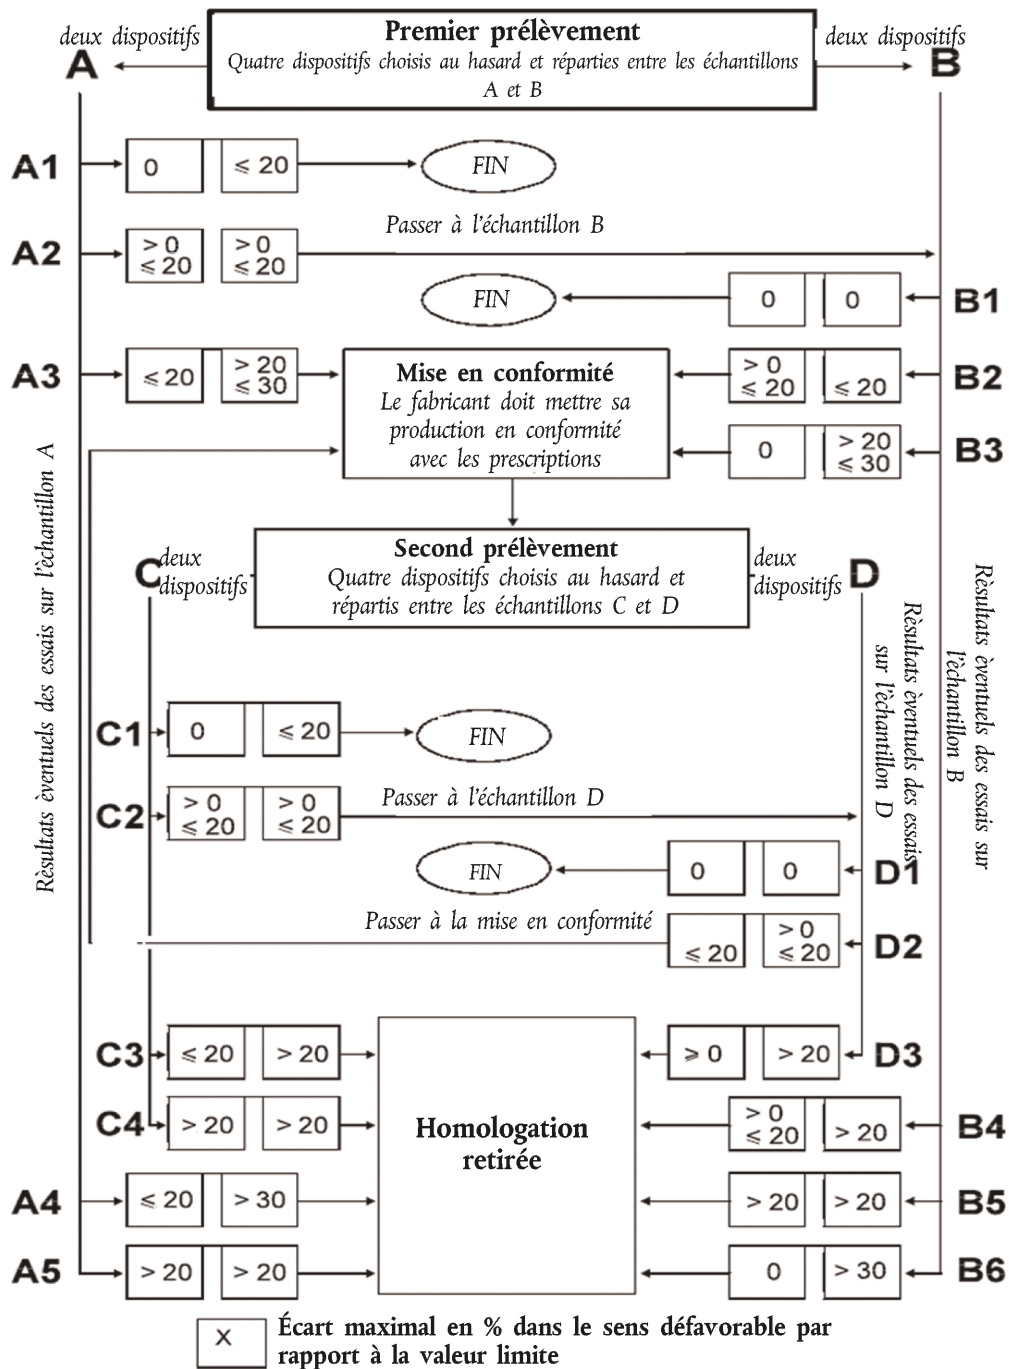 Premier prélèvement
deux dispositifs
deux dispositifs
Quatre dispositifs choisis au hasard et réparties entre les échantillons
A et B
A
B
A1
0
≤ 20
FIN
Passer à l'échantillon B
A2
> 0
≤ 20
> 0
≤ 20
FIN
0
0
B1
A3
≤ 20
> 20
≤ 30
Mise en conformité
Le fabricant doit mettre sa
production en conformité
avec les prescriptions
> 0
≤ 20
≤ 20
B2
0
> 20
≤ 30
B3
Rèsultats èventuels des essais sur l'èchantillon A
C
deux
dispositifs
Second prélèvement
Quatre dispositifs choisis au hasard et
répartis entre les échantillons C et D
deux
dispositifs
D
Rèsultats èventuels des essais
sur l'èchantillon D
Rèsultats èventuels des essais sur
l'èchantillon B
C1
0
≤ 20
FIN
Passer à l'échantillon D
C2
> 0
≤ 20
> 0
≤ 20
FIN
0
0
D1
Passer à la mise en conformité
≤ 20
> 0
≤ 20
D2
C3
≤ 20
> 20
≥ 0
> 20
D3
C4
> 20
> 20
Homologation
retirée
> 0
≤ 20
> 20
B4
A4
≤ 20
> 30
> 20
> 20
B5
A5
> 20
> 20
0
> 30
B6
X
Écart maximal en % dans le sens défavorable par
rapport à la valeur limite